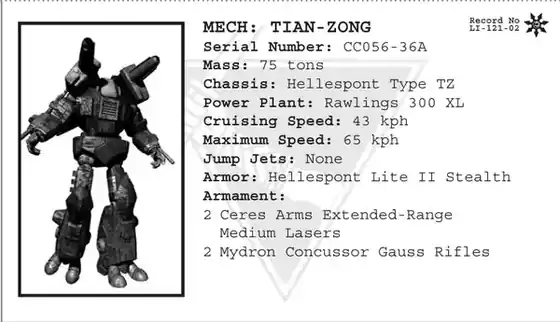 MECH: TIAN-ZONG
Record No
LI-121-02
Serial Number: CC056-36A
Mass: 75 tons
Chassis: Hellespont Type TZ
Power Plant: Rawlings 300 XL
Cruising Speed: 43 kph
Maximum Speed: 65 kph
Jump Jets: None
Armor: Hellespont Lite II Stealth
Armament:
2 Ceres Arms Extended-Range
Medium Lasers
2 Mydron Concussor Gauss Rifles